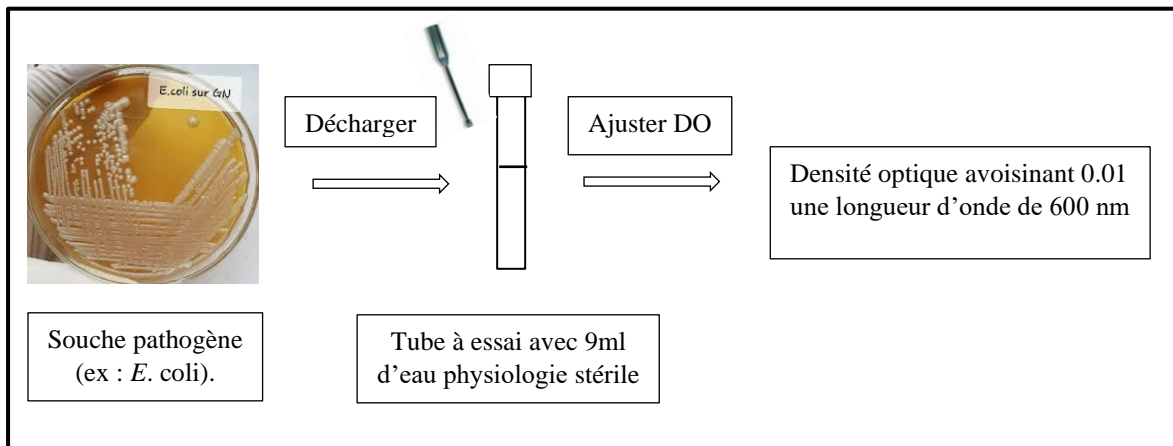 E.coli sur GN
Décharger
Ajuster DO
Densité optique avoisinant 0.01
une longueur d’onde de 600 nm
Souche pathogène
(ex : E. coli).
Tube à essai avec 9ml
d’eau physiologie stérile